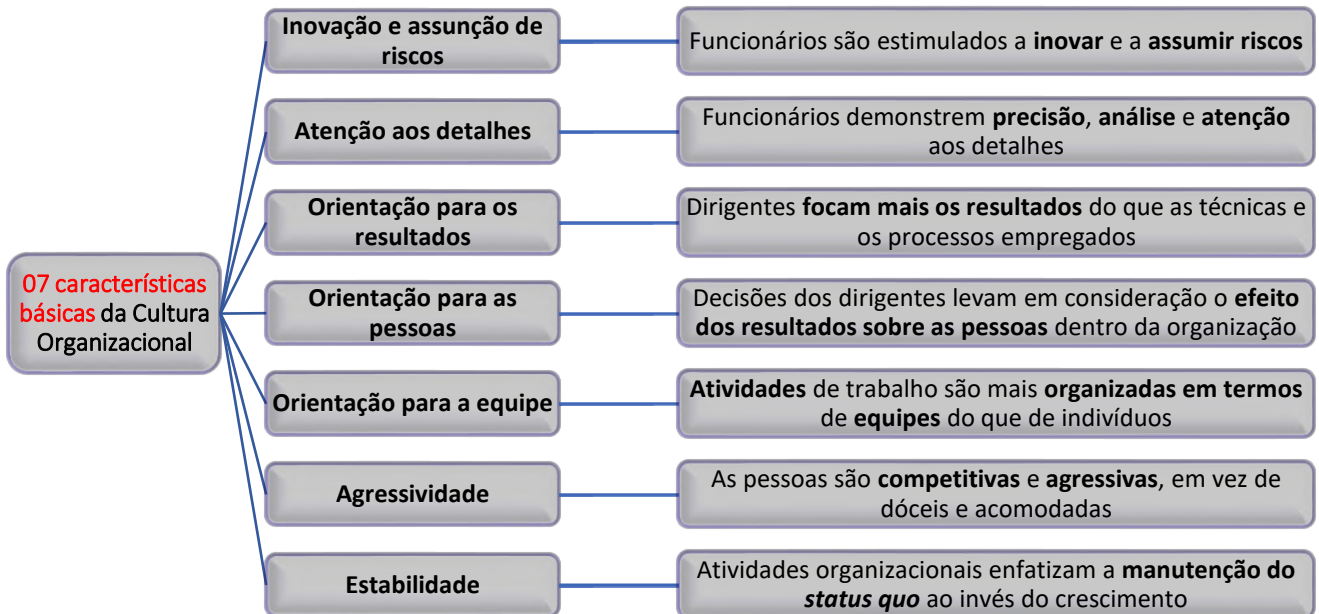 07 características
básicas da Cultura
Organizacional
Inovação e assunção de
riscos
Funcionários são estimulados a inovar e a assumir riscos
Atenção aos detalhes
Funcionários demonstrem precisão, análise e atenção
aos detalhes
Orientação para os
resultados
Dirigentes focam mais os resultados do que as técnicas e
os processos empregados
Orientação para as
pessoas
Decisões dos dirigentes levam em consideração o efeito
dos resultados sobre as pessoas dentro da organização
Orientação para a equipe
Atividades de trabalho são mais organizadas em termos
de equipes do que de indivíduos
Agressividade
As pessoas são competitivas e agressivas, em vez de
dóceis e acomodadas
Estabilidade
Atividades organizacionais enfatizam a manutenção do
status quo ao invés do crescimento